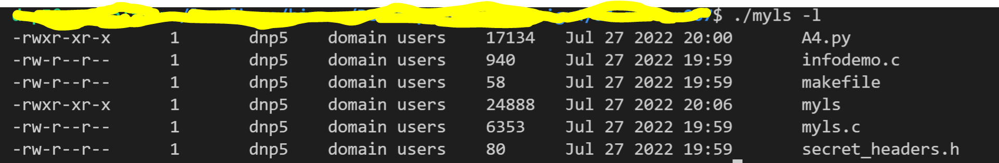 $ ./myls -l
-rwxr-xr-x 1 dnp5 domain users 17134 Jul 27 2022 20:00 A4.py
-rw-r--r-- 1 dnp5 domain users 940 Jul 27 2022 19:59 infodemo.c
-rw-r--r-- 1 dnp5 domain users 58 Jul 27 2022 19:59 makefile
-rwxr-xr-x 1 dnp5 domain users 24888 Jul 27 2022 20:06 myls
-rw-r--r-- 1 dnp5 domain users 6353 Jul 27 2022 19:59 myls.c
-rw-r--r-- 1 dnp5 domain users 80 Jul 27 2022 19:59 secret_headers.h